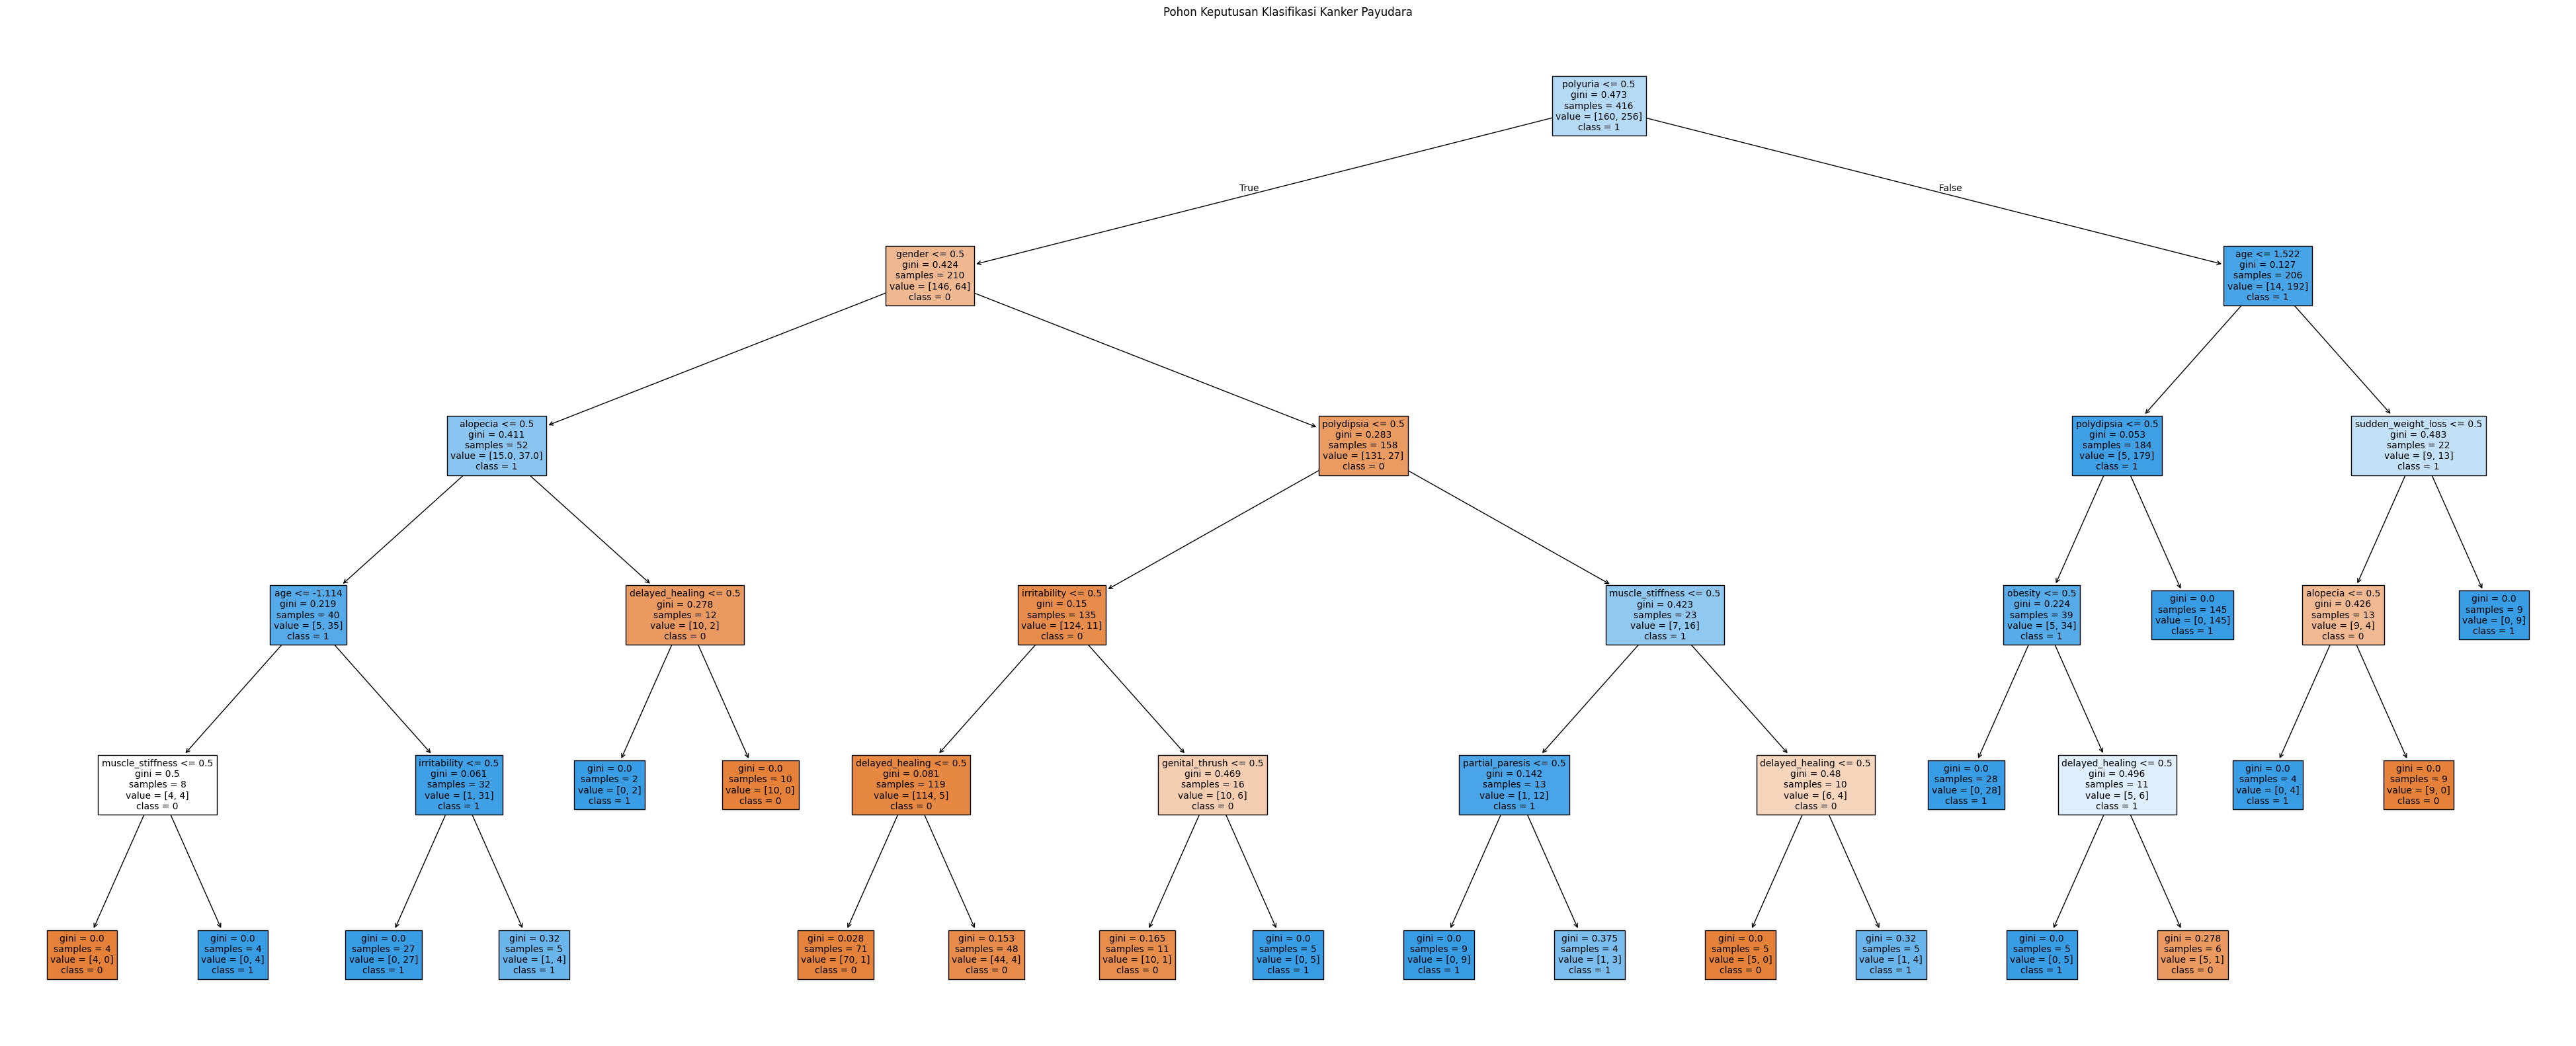 Pohon Keputusan Klasifikasi Kanker Payudara
polyuria <= 0.5
gini = 0.473
samples = 416
value = [160, 256]
class = 1
True
False
gender <= 0.5
gini = 0.424
samples = 210
value = [146, 64]
class = 0
age <= 1.522
gini = 0.127
samples = 206
value = [14, 192]
class = 1
alopecia <= 0.5
gini = 0.411
samples = 52
value = [15.0, 37.0]
class = 1
polydipsia <= 0.5
gini = 0.283
samples = 158
value = [131, 27]
class = 0
polydipsia <= 0.5
gini = 0.053
samples = 184
value = [5, 179]
class = 1
sudden_weight_loss <= 0.5
gini = 0.483
samples = 22
value = [9, 13]
class = 1
age <= -1.114
gini = 0.219
samples = 40
value = [5, 35]
class = 1
delayed_healing <= 0.5
gini = 0.278
samples = 12
value = [10, 2]
class = 0
irritability <= 0.5
gini = 0.15
samples = 135
value = [124, 11]
class = 0
muscle_stiffness <= 0.5
gini = 0.423
samples = 23
value = [7, 16]
class = 1
obesity <= 0.5
gini = 0.224
samples = 39
value = [5, 34]
class = 1
gini = 0.0
samples = 145
value = [0, 145]
class = 1
alopecia <= 0.5
gini = 0.426
samples = 13
value = [9, 4]
class = 0
gini = 0.0
samples = 9
value = [0, 9]
class = 1
muscle_stiffness <= 0.5
gini = 0.5
samples = 8
value = [4, 4]
class = 0
irritability <= 0.5
gini = 0.061
samples = 32
value = [1, 31]
class = 1
gini = 0.0
samples = 2
value = [0, 2]
class = 1
gini = 0.0
samples = 10
value = [10, 0]
class = 0
delayed_healing <= 0.5
gini = 0.081
samples = 119
value = [114, 5]
class = 0
genital_thrush <= 0.5
gini = 0.469
samples = 16
value = [10, 6]
class = 0
partial_paresis <= 0.5
gini = 0.142
samples = 13
value = [1, 12]
class = 1
delayed_healing <= 0.5
gini = 0.48
samples = 10
value = [6, 4]
class = 0
gini = 0.0
samples = 28
value = [0, 28]
class = 1
delayed_healing <= 0.5
gini = 0.496
samples = 11
value = [5, 6]
class = 1
gini = 0.0
samples = 4
value = [0, 4]
class = 1
gini = 0.0
samples = 9
value = [9, 0]
class = 0
gini = 0.0
samples = 4
value = [4, 0]
class = 0
gini = 0.0
samples = 4
value = [0, 4]
class = 1
gini = 0.0
samples = 27
value = [0, 27]
class = 1
gini = 0.32
samples = 5
value = [1, 4]
class = 1
gini = 0.028
samples = 71
value = [70, 1]
class = 0
gini = 0.153
samples = 48
value = [44, 4]
class = 0
gini = 0.165
samples = 11
value = [10, 1]
class = 0
gini = 0.0
samples = 5
value = [0, 5]
class = 1
gini = 0.0
samples = 9
value = [0, 9]
class = 1
gini = 0.375
samples = 4
value = [1, 3]
class = 1
gini = 0.0
samples = 5
value = [5, 0]
class = 0
gini = 0.32
samples = 5
value = [1, 4]
class = 1
gini = 0.0
samples = 5
value = [0, 5]
class = 1
gini = 0.278
samples = 6
value = [5, 1]
class = 0